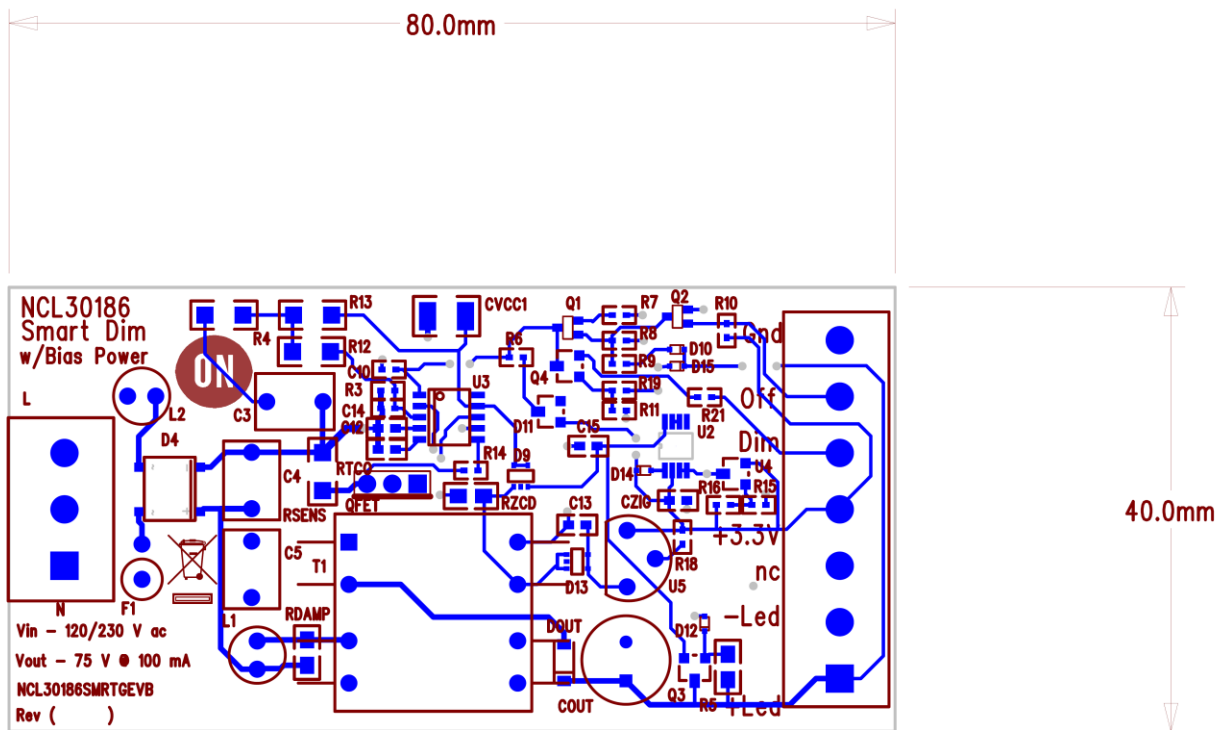 80.0mm
40.0mm
NCL30186
Smart Dim
w/Bias Power
ON
R4
R13
R12
CVCC1
C10
R3
C14
C12
U3
R6
Q1
R7
Q2
R10
R8
D10
R9
D15
Q4
R19
R11
R21
D11
U2
C15
Gnd
Off
Dim
+3.3V
nc
-Led
+Led
L
L2
D4
C3
C4
RTCO
R14
D9
D14
U4
R16
R15
RSENS
QFET
RZCD
C13
CZIG
R18
C5
T1
D13
U5
N
F1
L1
RDAMP
DOUT
COUT
D12
Q3
R5
Vin - 120/230 V ac
Vout - 75 V @ 100 mA
NCL30186SMRTGEVB
Rev (       )